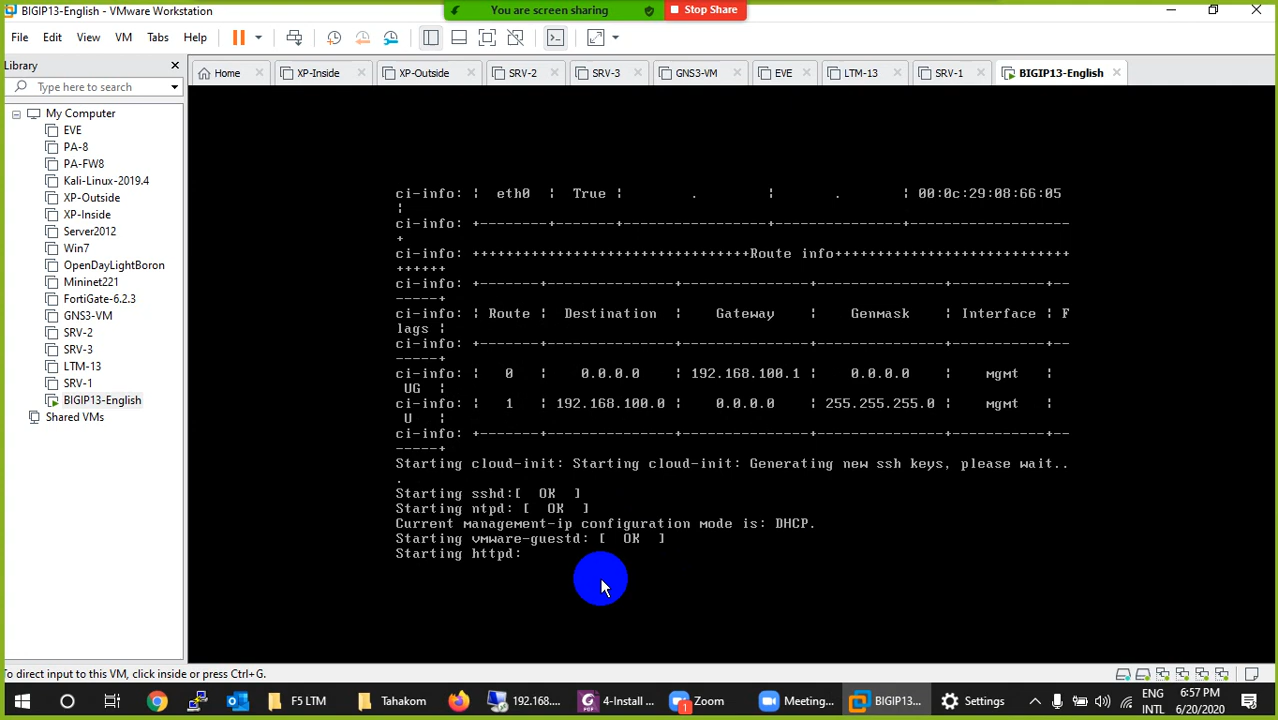 BIGIP13-English - VMware Workstation
You are screen sharing
Stop Share
File Edit View VM Tabs Help
Library
Type here to search
My Computer
EVE
PA-8
PA-FW8
Kali-Linux-2019.4
XP-Outside
XP-Inside
Server2012
Win7
OpenDayLightBoron
Mininet221
FortiGate-6.2.3
GNS3-VM
SRV-2
SRV-3
LTM-13
SRV-1
BIGIP13-English
Shared VMs
Home XP-Inside XP-Outside SRV-2 SRV-3 GNS3-VM EVE LTM-13 SRV-1 BIGIP13-English
ci-info: ¦ eth0 ¦ True ¦ . ¦ . ¦ 00:0c:29:08:66:05
¦
ci-info: +--------+-------+-----------+-----------+-------------------
+
ci-info: +++++++++++++++++++++++++++++++++Route info++++++++++++++++++++++++++++
++++++
ci-info: +-------+---------------+---------------+---------------+-----------+--
-----+
ci-info: ¦ Route ¦ Destination ¦ Gateway ¦ Genmask ¦ Interface ¦ F
lags ¦
ci-info: +-------+---------------+---------------+---------------+-----------+--
-----+
ci-info: ¦ 0 ¦ 0.0.0.0 ¦ 192.168.100.1 ¦ 0.0.0.0 ¦ mgmt ¦
UG ¦
ci-info: ¦ 1 ¦ 192.168.100.0 ¦ 0.0.0.0 ¦ 255.255.255.0 ¦ mgmt ¦
U ¦
ci-info: +-------+---------------+---------------+---------------+-----------+--
-----+
Starting cloud-init: Starting cloud-init: Generating new ssh keys, please wait..
.
Starting sshd:[ OK ]
Starting ntpd: [ OK ]
Current management-ip configuration mode is: DHCP.
Starting vmware-guestd: [ OK ]
Starting httpd:
To direct input to this VM, click inside or press Ctrl+G.
F5 LTM Tahakom 192.168.... 4-Install ... 1 Zoom Meeting... BIGIP13-... Settings
ENG
INTL
6:57 PM
6/20/2020